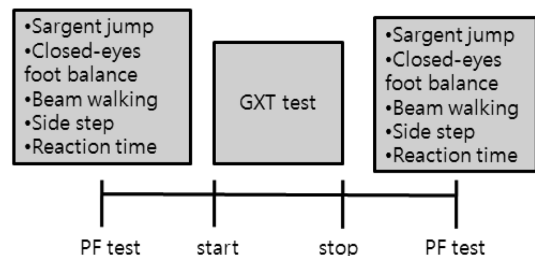 •Sargent jump
•Closed-eyes
foot balance
•Beam walking
•Side step
•Reaction time
GXT test
•Sargent jump
•Closed-eyes
foot balance
•Beam walking
•Side step
•Reaction time
PF test
start
stop
PF test